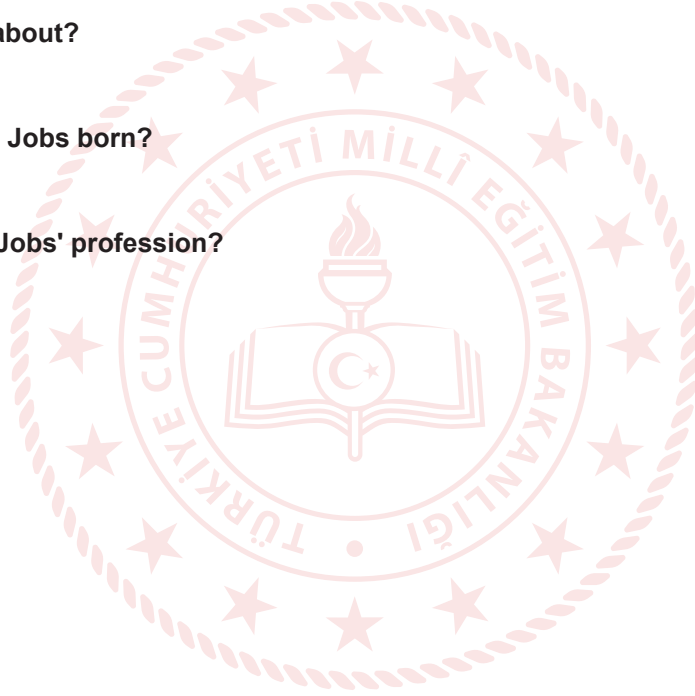 about?
Jobs born?
Jobs' profession?
TÜRKİYE CUMHURİYETİ MİLLÎ EĞİTİM BAKANLIĞI